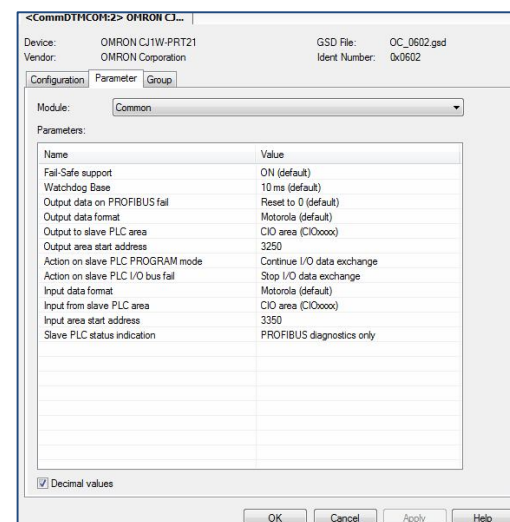 <CommDTMCOM:2> OMRON CJ...
Device: OMRON CJ1W-PRT21 GSD File: OC_0602.gsd
Vendor: OMRON Corporation Ident Number: 0x0602
Configuration Parameter Group
Module: Common
Parameters:
Name Value
Fail-Safe support ON (default)
Watchdog Base 10 ms (default)
Output data on PROFIBUS fail Reset to 0 (default)
Output data format Motorola (default)
Output to slave PLC area CIO area (CIOxxxx)
Output area start address 3250
Action on slave PLC PROGRAM mode Continue I/O data exchange
Action on slave PLC I/O bus fail Stop I/O data exchange
Input data format Motorola (default)
Input from slave PLC area CIO area (CIOxxxx)
Input area start address 3350
Slave PLC status indication PROFIBUS diagnostics only
Decimal values
OK Cancel Apply Help